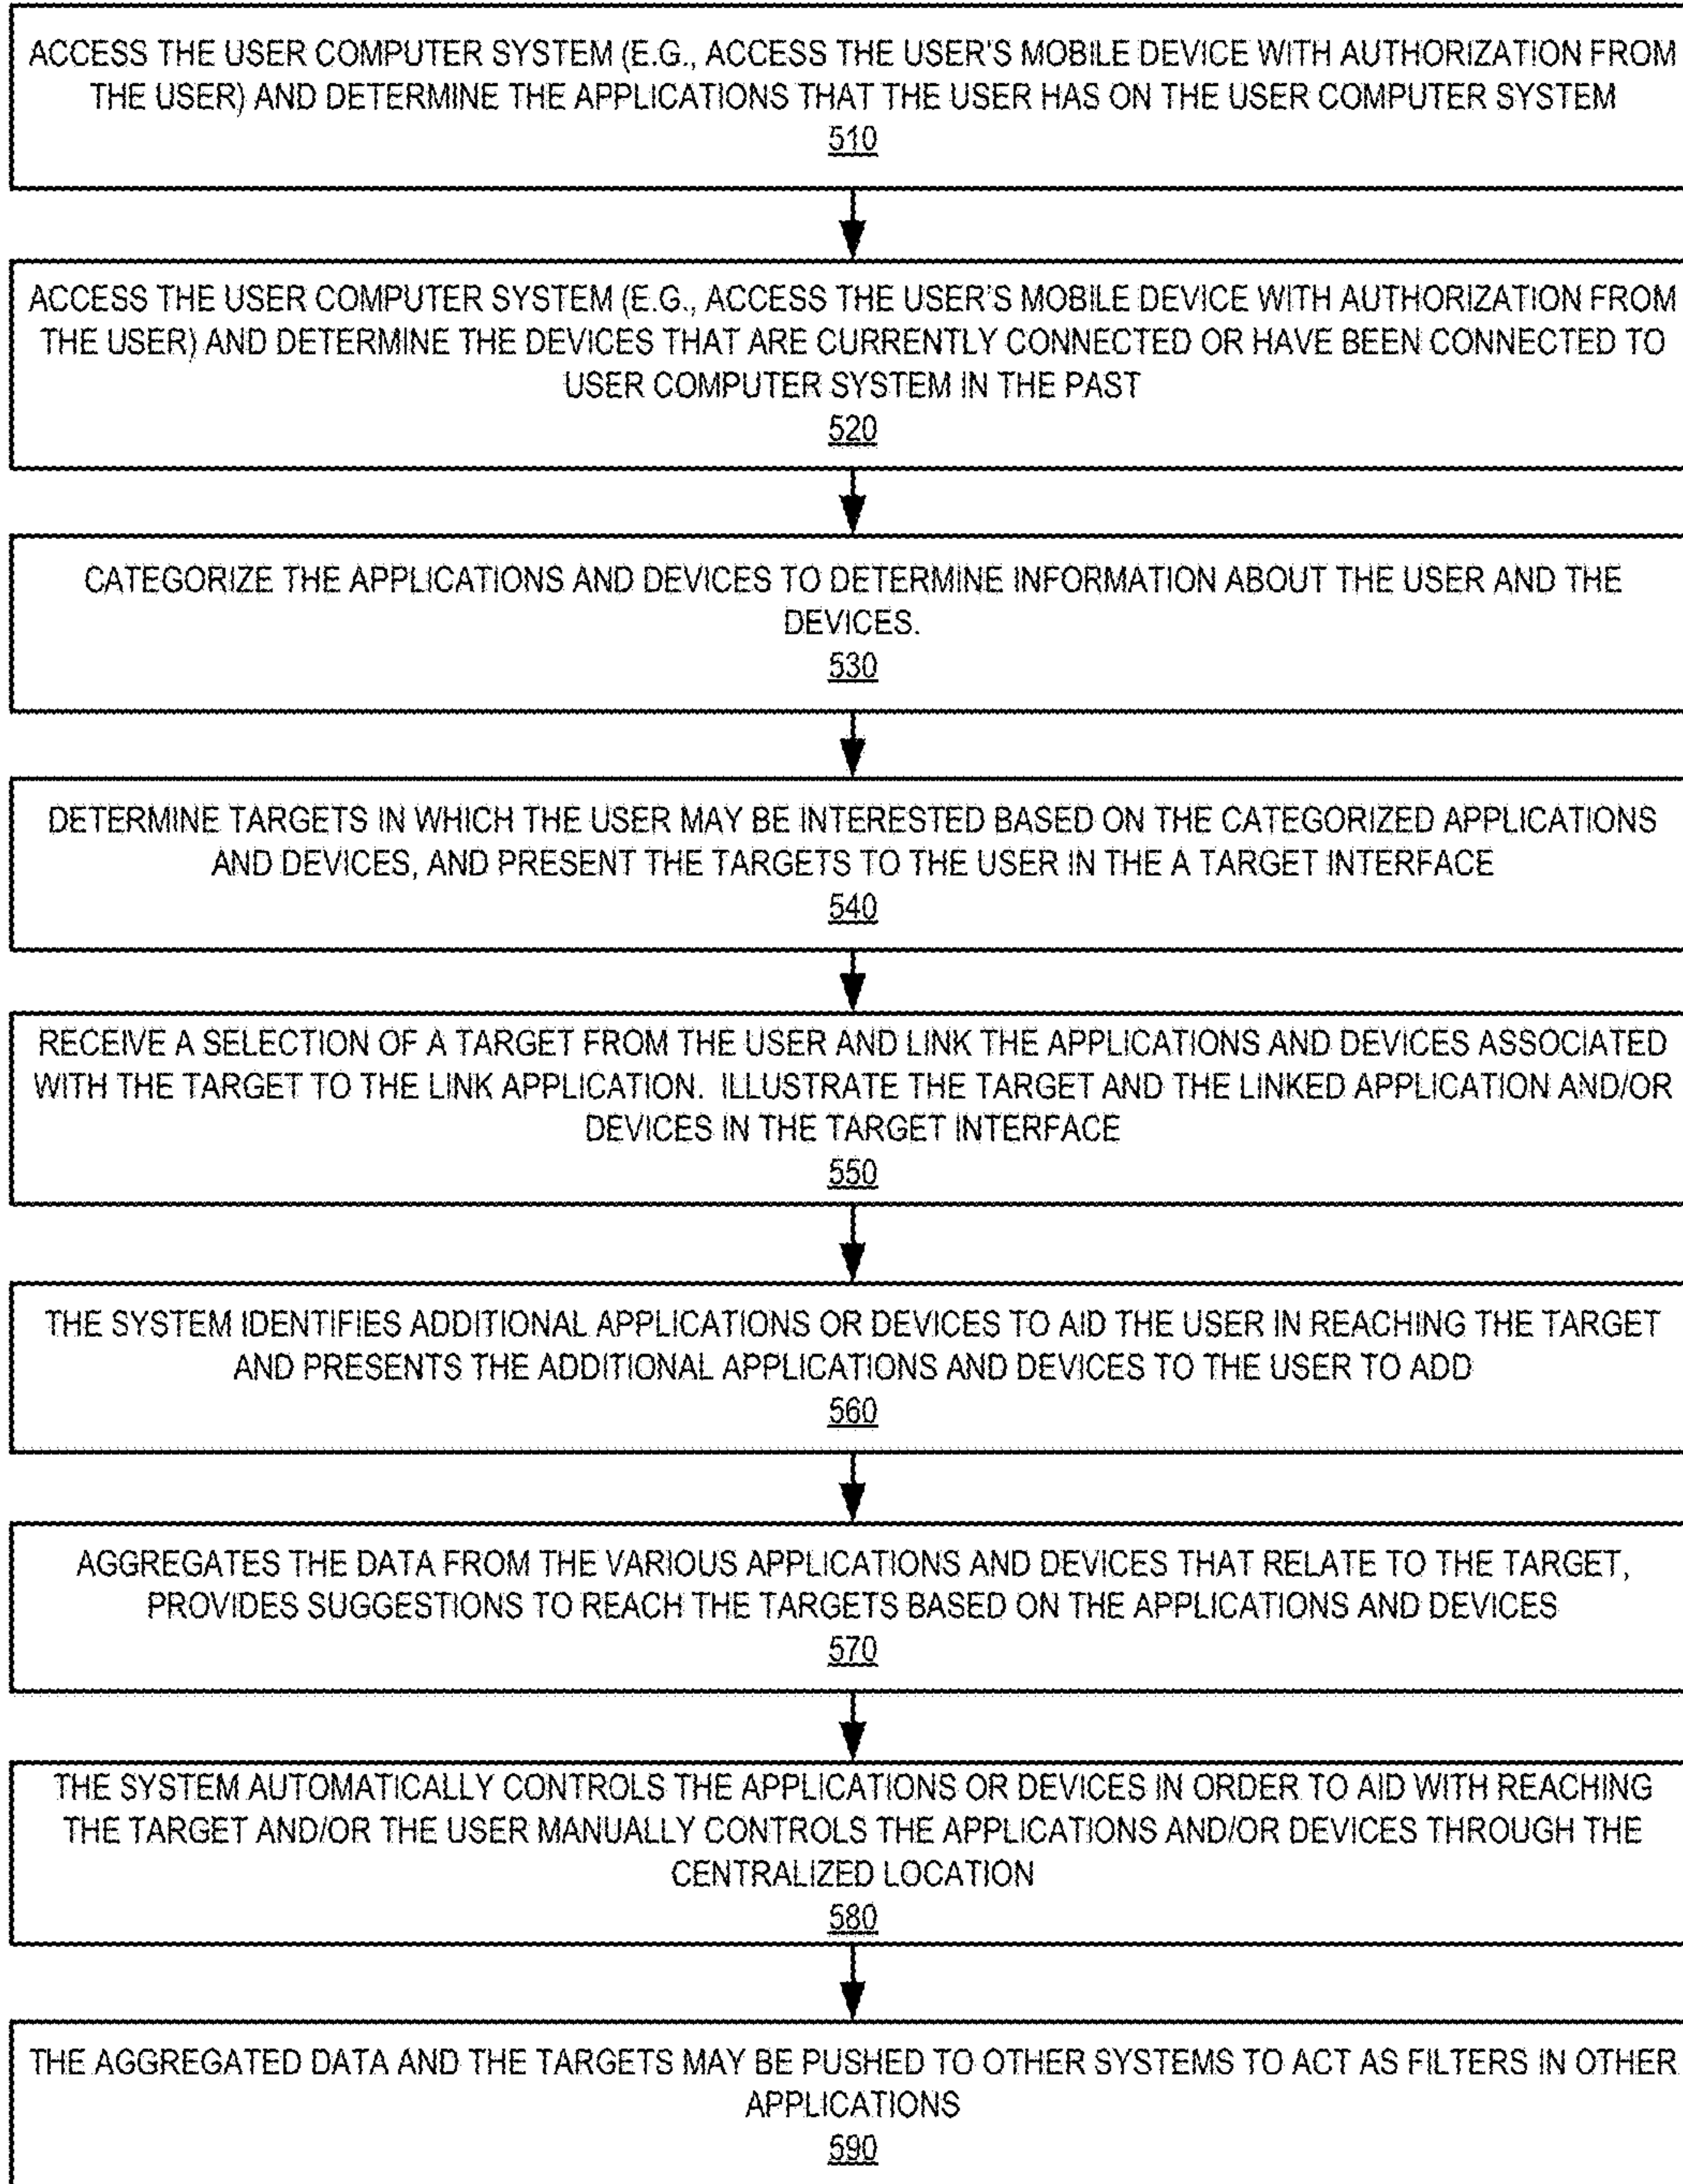 ACCESS THE USER COMPUTER SYSTEM (E.G., ACCESS THE USER'S MOBILE DEVICE WITH AUTHORIZATION FROM
THE USER) AND DETERMINE THE APPLICATIONS THAT THE USER HAS ON THE USER COMPUTER SYSTEM
510
ACCESS THE USER COMPUTER SYSTEM (E.G., ACCESS THE USER'S MOBILE DEVICE WITH AUTHORIZATION FROM
THE USER) AND DETERMINE THE DEVICES THAT ARE CURRENTLY CONNECTED OR HAVE BEEN CONNECTED TO
USER COMPUTER SYSTEM IN THE PAST
520
CATEGORIZE THE APPLICATIONS AND DEVICES TO DETERMINE INFORMATION ABOUT THE USER AND THE
DEVICES.
530
DETERMINE TARGETS IN WHICH THE USER MAY BE INTERESTED BASED ON THE CATEGORIZED APPLICATIONS
AND DEVICES, AND PRESENT THE TARGETS TO THE USER IN THE A TARGET INTERFACE
540
RECEIVE A SELECTION OF A TARGET FROM THE USER AND LINK THE APPLICATIONS AND DEVICES ASSOCIATED
WITH THE TARGET TO THE LINK APPLICATION. ILLUSTRATE THE TARGET AND THE LINKED APPLICATION AND/OR
DEVICES IN THE TARGET INTERFACE
550
THE SYSTEM IDENTIFIES ADDITIONAL APPLICATIONS OR DEVICES TO AID THE USER IN REACHING THE TARGET
AND PRESENTS THE ADDITIONAL APPLICATIONS AND DEVICES TO THE USER TO ADD
560
AGGREGATES THE DATA FROM THE VARIOUS APPLICATIONS AND DEVICES THAT RELATE TO THE TARGET,
PROVIDES SUGGESTIONS TO REACH THE TARGETS BASED ON THE APPLICATIONS AND DEVICES
570
THE SYSTEM AUTOMATICALLY CONTROLS THE APPLICATIONS OR DEVICES IN ORDER TO AID WITH REACHING
THE TARGET AND/OR THE USER MANUALLY CONTROLS THE APPLICATIONS AND/OR DEVICES THROUGH THE
CENTRALIZED LOCATION
580
THE AGGREGATED DATA AND THE TARGETS MAY BE PUSHED TO OTHER SYSTEMS TO ACT AS FILTERS IN OTHER
APPLICATIONS
590